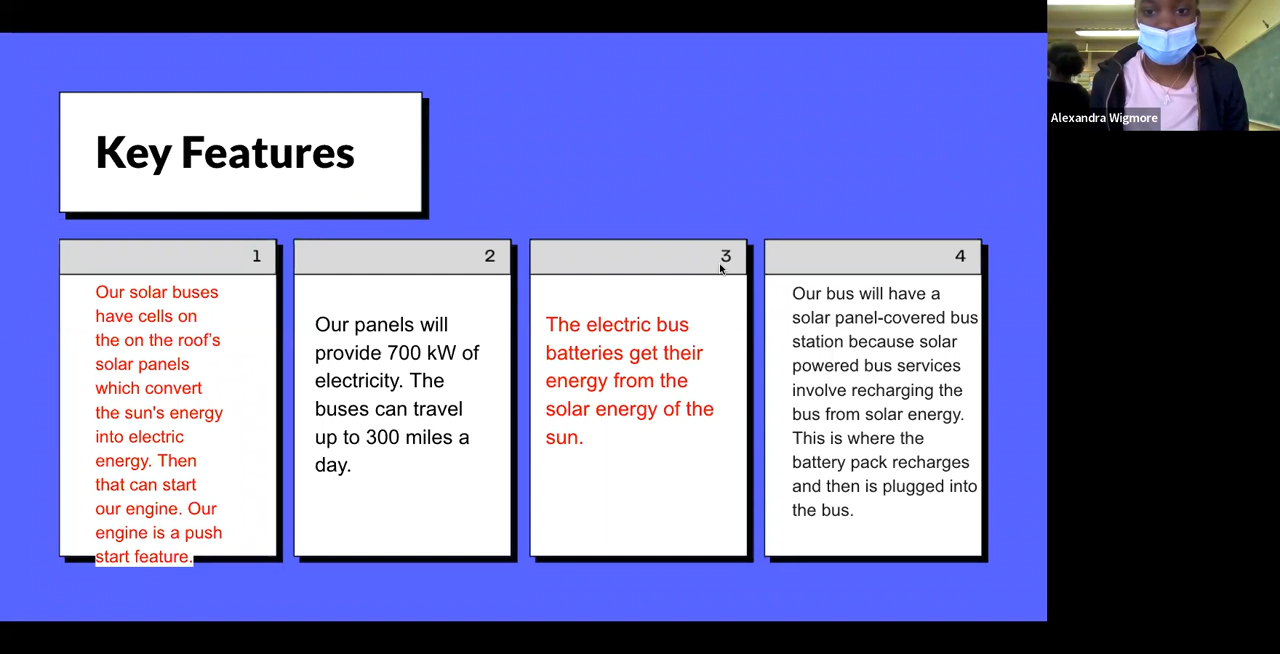 Alexandra Wigmore
Key Features
1
Our solar buses
have cells on
the on the roof's
solar panels
which convert
the sun's energy
into electric
energy. Then
that can start
our engine. Our
engine is a push
start feature.
2
Our panels will
provide 700 kW of
electricity. The
buses can travel
up to 300 miles a
day.
3
The electric bus
batteries get their
energy from the
solar energy of the
sun.
4
Our bus will have a
solar panel-covered bus
station because solar
powered bus services
involve recharging the
bus from solar energy.
This is where the
battery pack recharges
and then is plugged into
the bus.